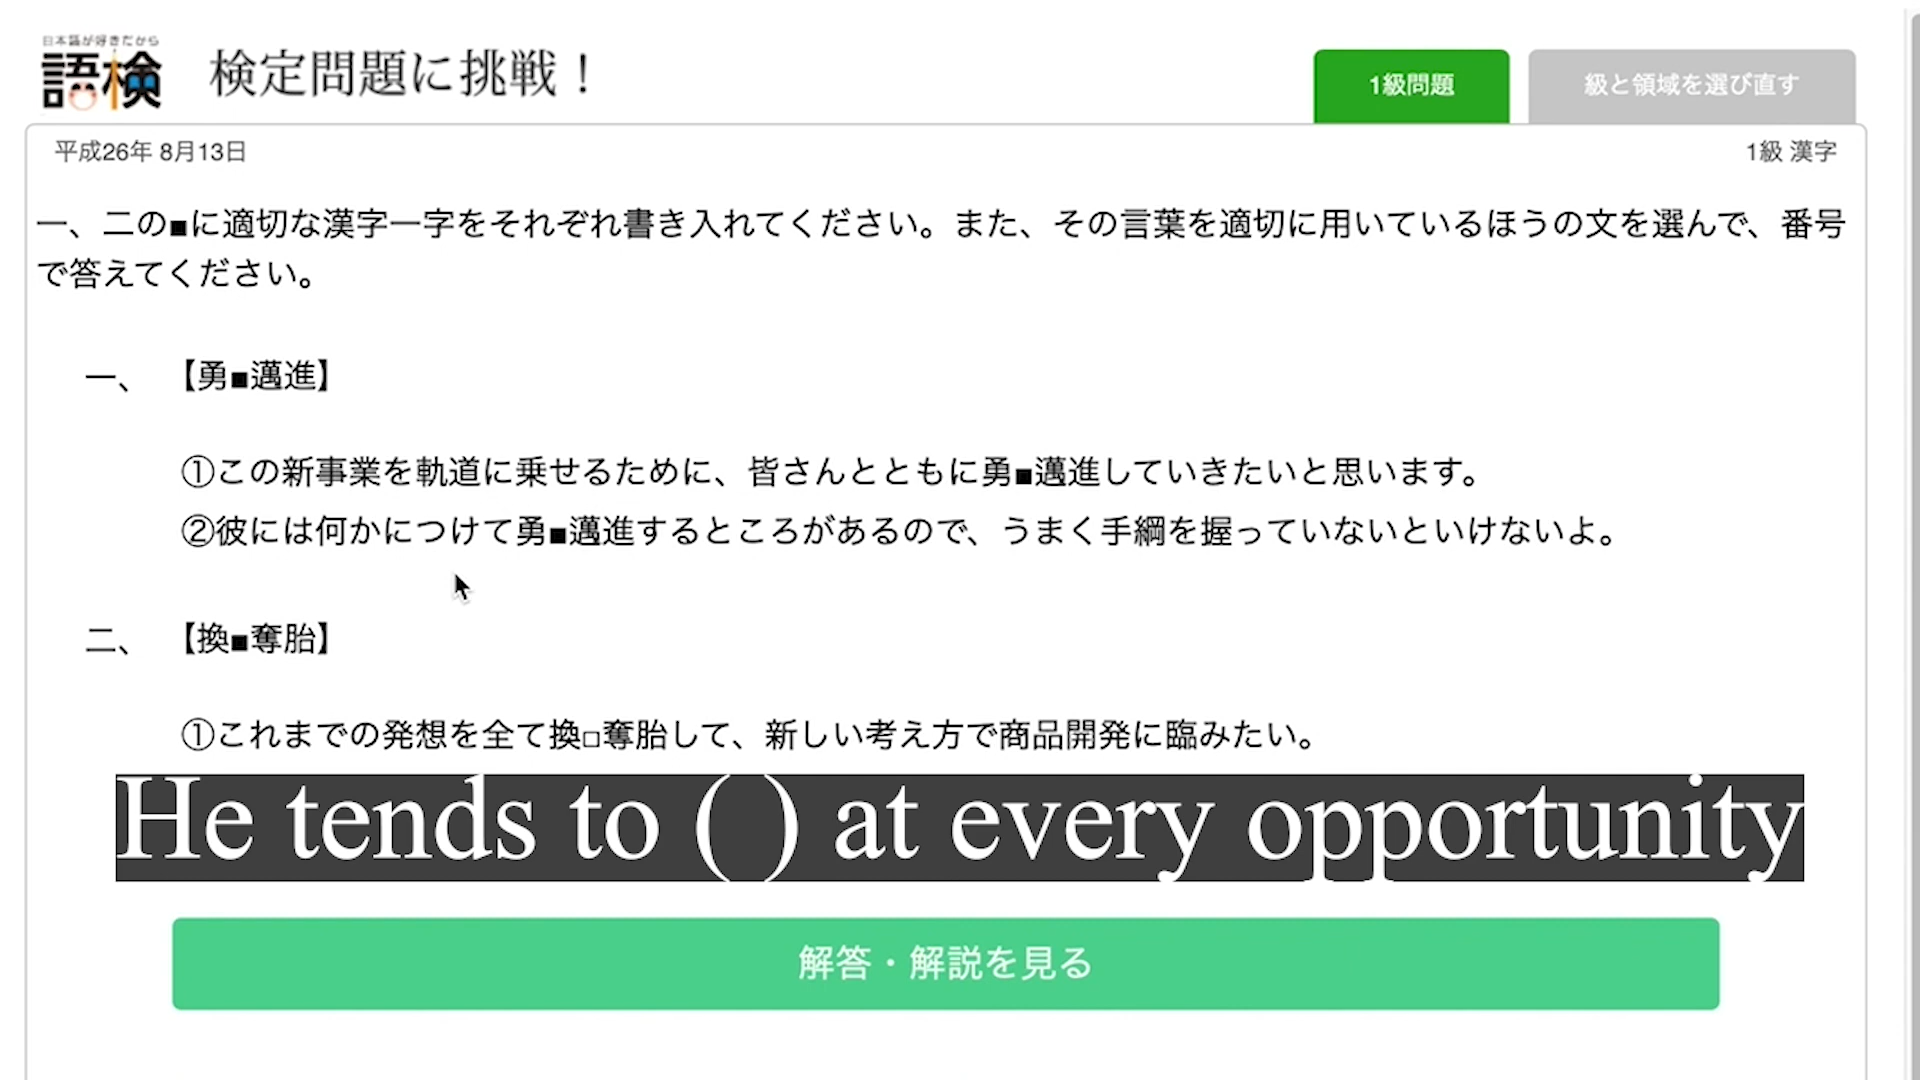 日本語が好きだから
語検
検定問題に挑戦！
1級問題
級と領域を選び直す
平成26年 8月13日
1級 漢字
一、二の■に適切な漢字一字をそれぞれ書き入れてください。また、その言葉を適切に用いているほうの文を選んで、番号
で答えてください。
一、 【勇■邁進】
①この新事業を軌道に乗せるために、皆さんとともに勇■邁進していきたいと思います。
②彼には何かにつけて勇■邁進するところがあるので、うまく手綱を握っていないといけないよ。
二、 【換■奪胎】
①これまでの発想を全て換□奪胎して、新しい考え方で商品開発に臨みたい。
He tends to ( ) at every opportunity
解答・解説を見る